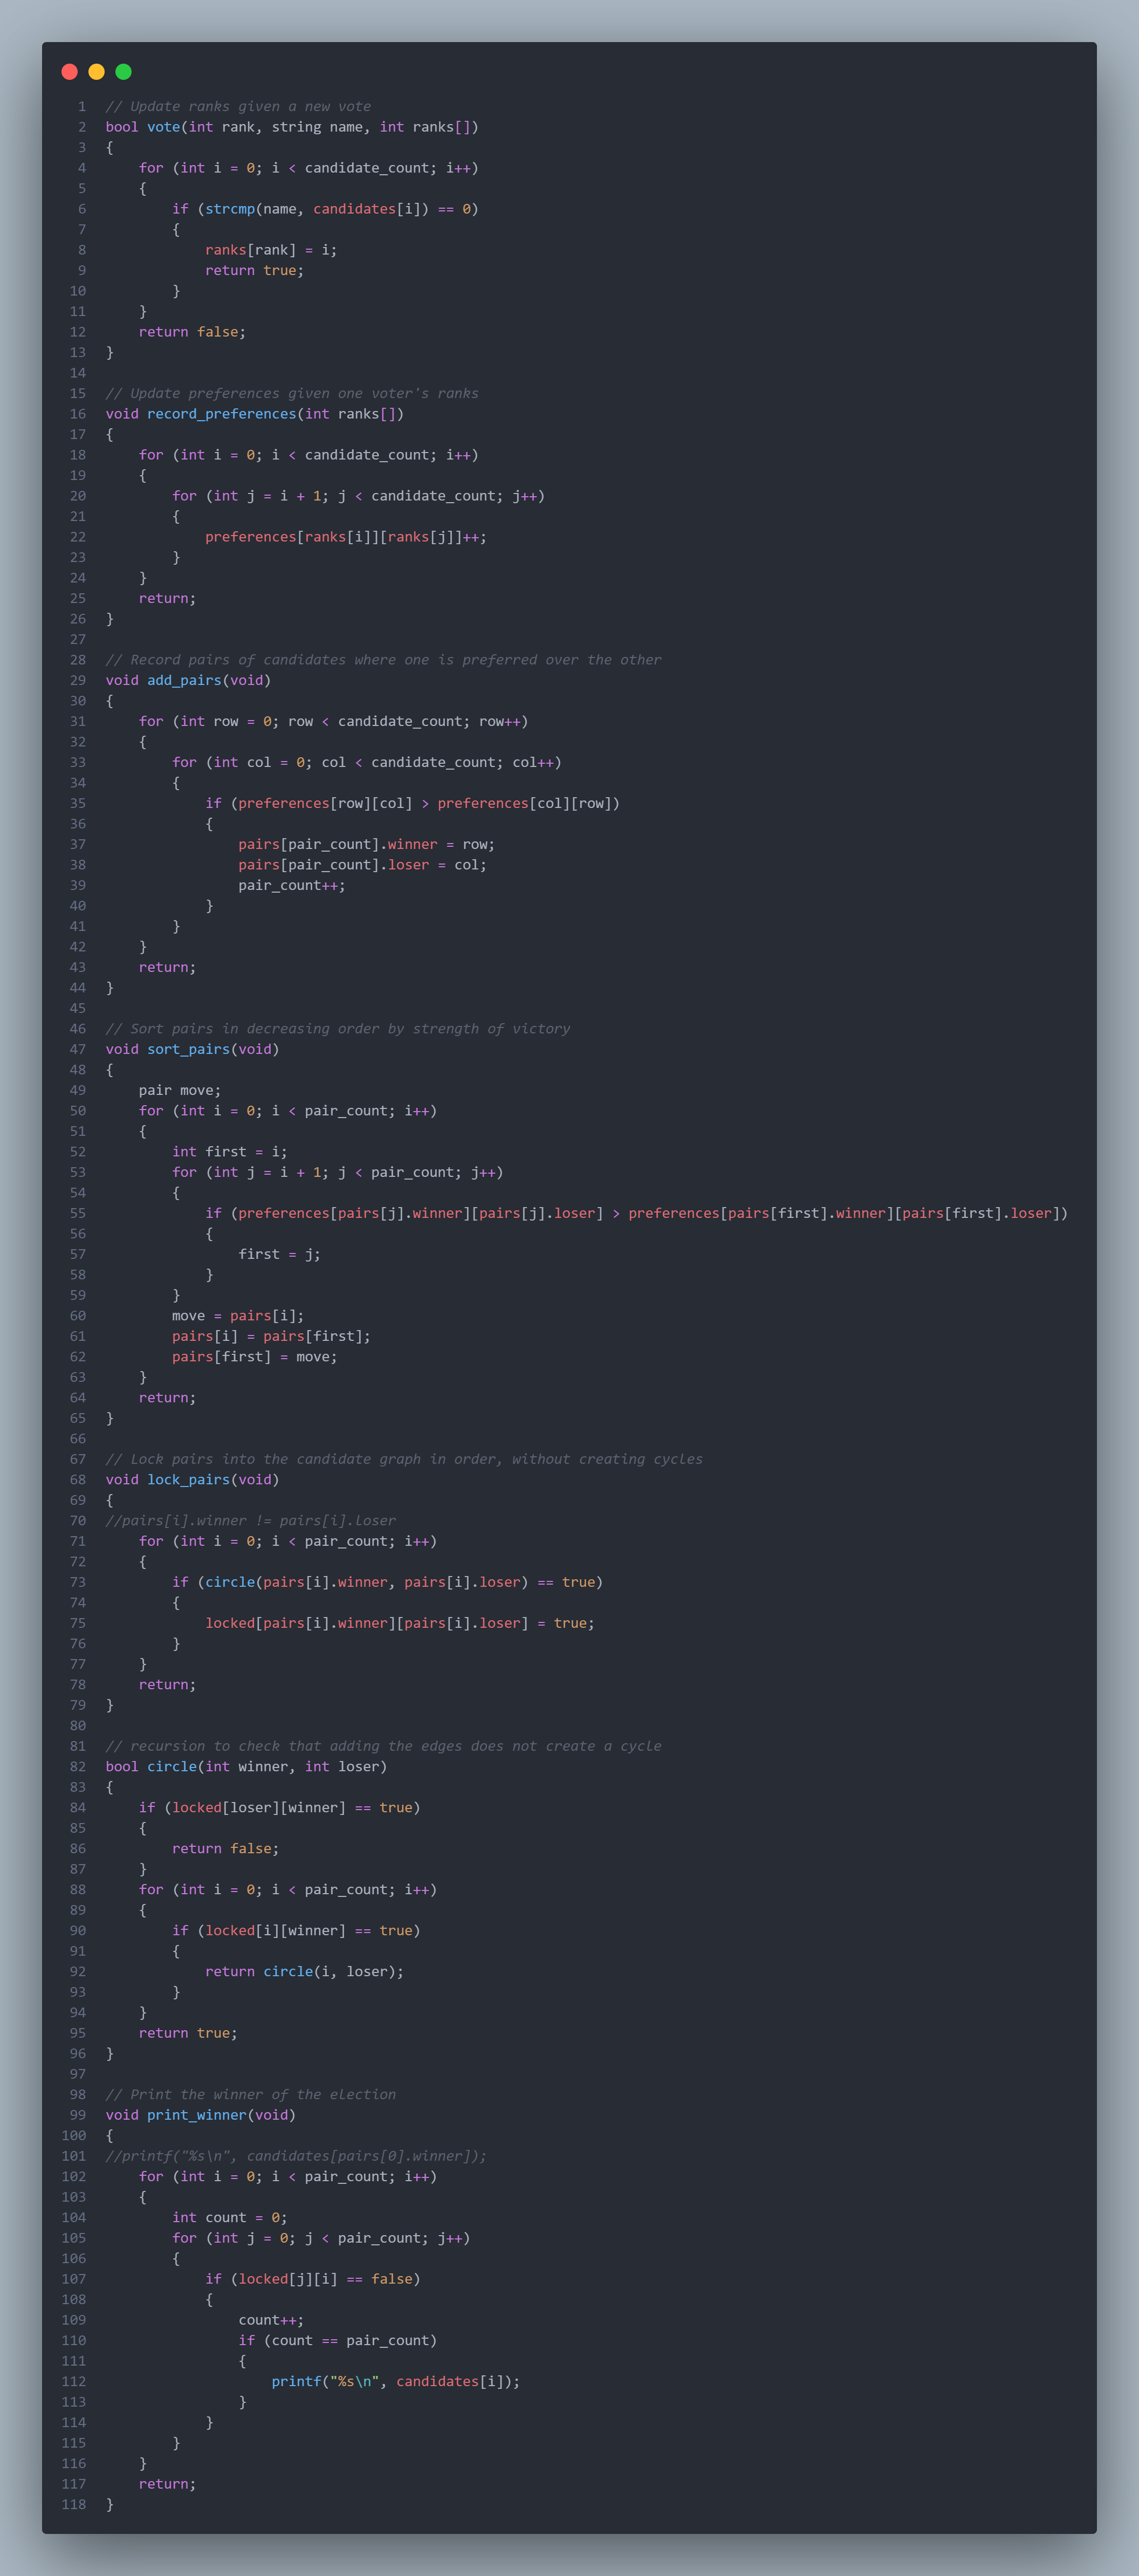 1 // Update ranks given a new vote
2 bool vote(int rank, string name, int ranks[])
3 {
4     for (int i = 0; i < candidate_count; i++)
5     {
6         if (strcmp(name, candidates[i]) == 0)
7         {
8             ranks[rank] = i;
9             return true;
10         }
11     }
12     return false;
13 }
14
15 // Update preferences given one voter's ranks
16 void record_preferences(int ranks[])
17 {
18     for (int i = 0; i < candidate_count; i++)
19     {
20         for (int j = i + 1; j < candidate_count; j++)
21         {
22             preferences[ranks[i]][ranks[j]]++;
23         }
24     }
25     return;
26 }
27
28 // Record pairs of candidates where one is preferred over the other
29 void add_pairs(void)
30 {
31     for (int row = 0; row < candidate_count; row++)
32     {
33         for (int col = 0; col < candidate_count; col++)
34         {
35             if (preferences[row][col] > preferences[col][row])
36             {
37                 pairs[pair_count].winner = row;
38                 pairs[pair_count].loser = col;
39                 pair_count++;
40             }
41         }
42     }
43     return;
44 }
45
46 // Sort pairs in decreasing order by strength of victory
47 void sort_pairs(void)
48 {
49     pair move;
50     for (int i = 0; i < pair_count; i++)
51     {
52         int first = i;
53         for (int j = i + 1; j < pair_count; j++)
54         {
55             if (preferences[pairs[j].winner][pairs[j].loser] > preferences[pairs[first].winner][pairs[first].loser])
56             {
57                 first = j;
58             }
59         }
60         move = pairs[i];
61         pairs[i] = pairs[first];
62         pairs[first] = move;
63     }
64     return;
65 }
66
67 // Lock pairs into the candidate graph in order, without creating cycles
68 void lock_pairs(void)
69 {
70 //pairs[i].winner != pairs[i].loser
71     for (int i = 0; i < pair_count; i++)
72     {
73         if (circle(pairs[i].winner, pairs[i].loser) == true)
74         {
75             locked[pairs[i].winner][pairs[i].loser] = true;
76         }
77     }
78     return;
79 }
80
81 // recursion to check that adding the edges does not create a cycle
82 bool circle(int winner, int loser)
83 {
84     if (locked[loser][winner] == true)
85     {
86         return false;
87     }
88     for (int i = 0; i < pair_count; i++)
89     {
90         if (locked[i][winner] == true)
91         {
92             return circle(i, loser);
93         }
94     }
95     return true;
96 }
97
98 // Print the winner of the election
99 void print_winner(void)
100 {
101 //printf("%s\n", candidates[pairs[0].winner]);
102     for (int i = 0; i < pair_count; i++)
103     {
104         int count = 0;
105         for (int j = 0; j < pair_count; j++)
106         {
107             if (locked[j][i] == false)
108             {
109                 count++;
110                 if (count == pair_count)
111                 {
112                     printf("%s\n", candidates[i]);
113                 }
114             }
115         }
116     }
117     return;
118 }